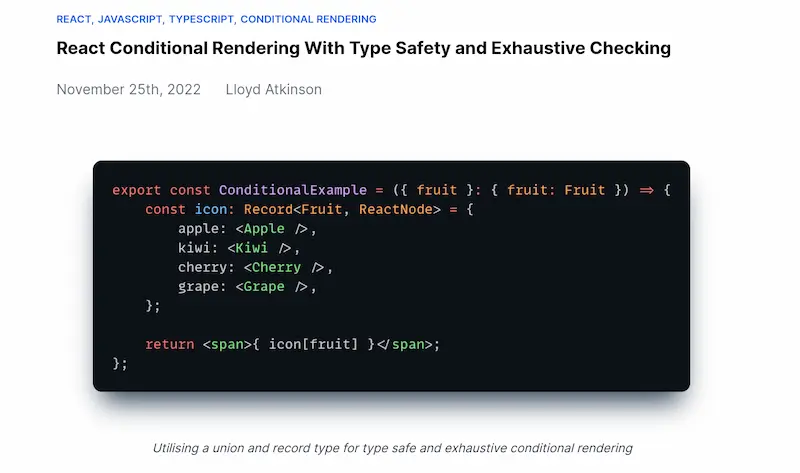 REACT, JAVASCRIPT, TYPESCRIPT, CONDITIONAL RENDERING
React Conditional Rendering With Type Safety and Exhaustive Checking
November 25th, 2022 Lloyd Atkinson
export const ConditionalExample = ({ fruit }: { fruit: Fruit }) => {
    const icon: Record<Fruit, ReactNode> = {
        apple: <Apple />,
        kiwi: <Kiwi />,
        cherry: <Cherry />,
        grape: <Grape />,
    };
    return <span>{ icon[fruit] }</span>;
};
Utilising a union and record type for type safe and exhaustive conditional rendering